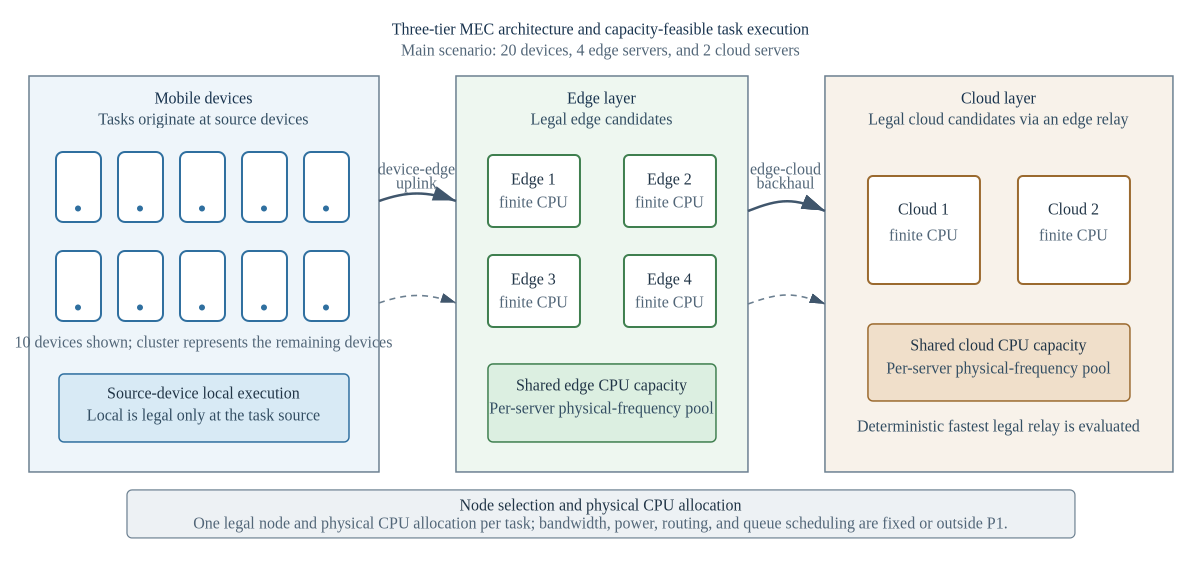 Three-tier MEC architecture and capacity-feasible task execution
Main scenario: 20 devices, 4 edge servers, and 2 cloud servers
Mobile devices
Tasks originate at source devices
10 devices shown; cluster represents the remaining devices
Source-device local execution
Local is legal only at the task source
device-edge
uplink
Edge layer
Legal edge candidates
Edge 1
finite CPU
Edge 2
finite CPU
Edge 3
finite CPU
Edge 4
finite CPU
Shared edge CPU capacity
Per-server physical-frequency pool
edge-cloud
backhaul
Cloud layer
Legal cloud candidates via an edge relay
Cloud 1
finite CPU
Cloud 2
finite CPU
Shared cloud CPU capacity
Per-server physical-frequency pool
Deterministic fastest legal relay is evaluated
Node selection and physical CPU allocation
One legal node and physical CPU allocation per task; bandwidth, power, routing, and queue scheduling are fixed or outside P1.